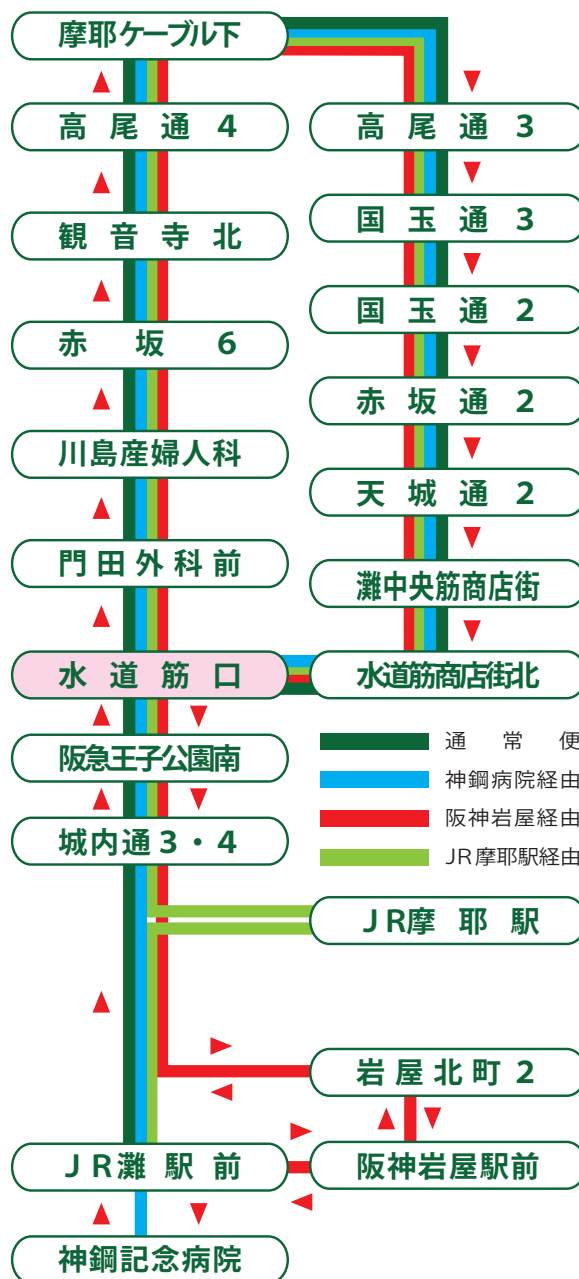 摩耶ケーブル下
高尾通4
高尾通3
観音寺北
国玉通3
赤坂6
国玉通2
川島産婦人科
赤坂通2
門田外科前
天城通2
灘中央筋商店街
水道筋口
水道筋商店街北
阪急王子公園南
城内通3・4
通常便
神鋼病院経由
阪神岩屋経由
JR摩耶駅経由
JR摩耶駅
岩屋北町2
JR灘駅前
阪神岩屋駅前
神鋼記念病院